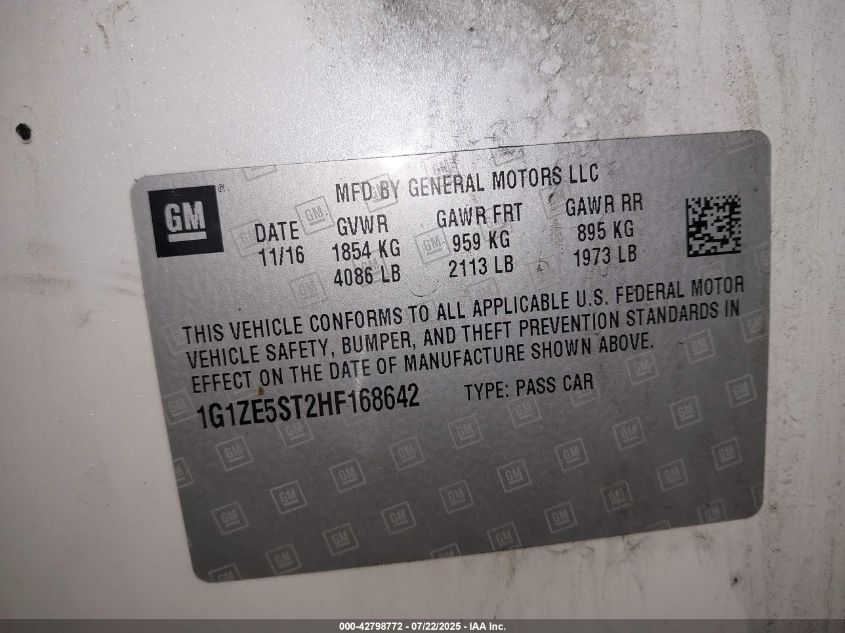 GM ®
MFD BY GENERAL MOTORS LLC
DATE GVWR GAWR FRT GAWR RR
11/16 1854 KG 959 KG 895 KG
4086 LB 2113 LB 1973 LB
THIS VEHICLE CONFORMS TO ALL APPLICABLE U.S. FEDERAL MOTOR
VEHICLE SAFETY, BUMPER, AND THEFT PREVENTION STANDARDS IN
EFFECT ON THE DATE OF MANUFACTURE SHOWN ABOVE.
1G1ZE5ST2HF168642 TYPE: PASS CAR
000-42798772 - 07/22/2025 - IAA Inc.